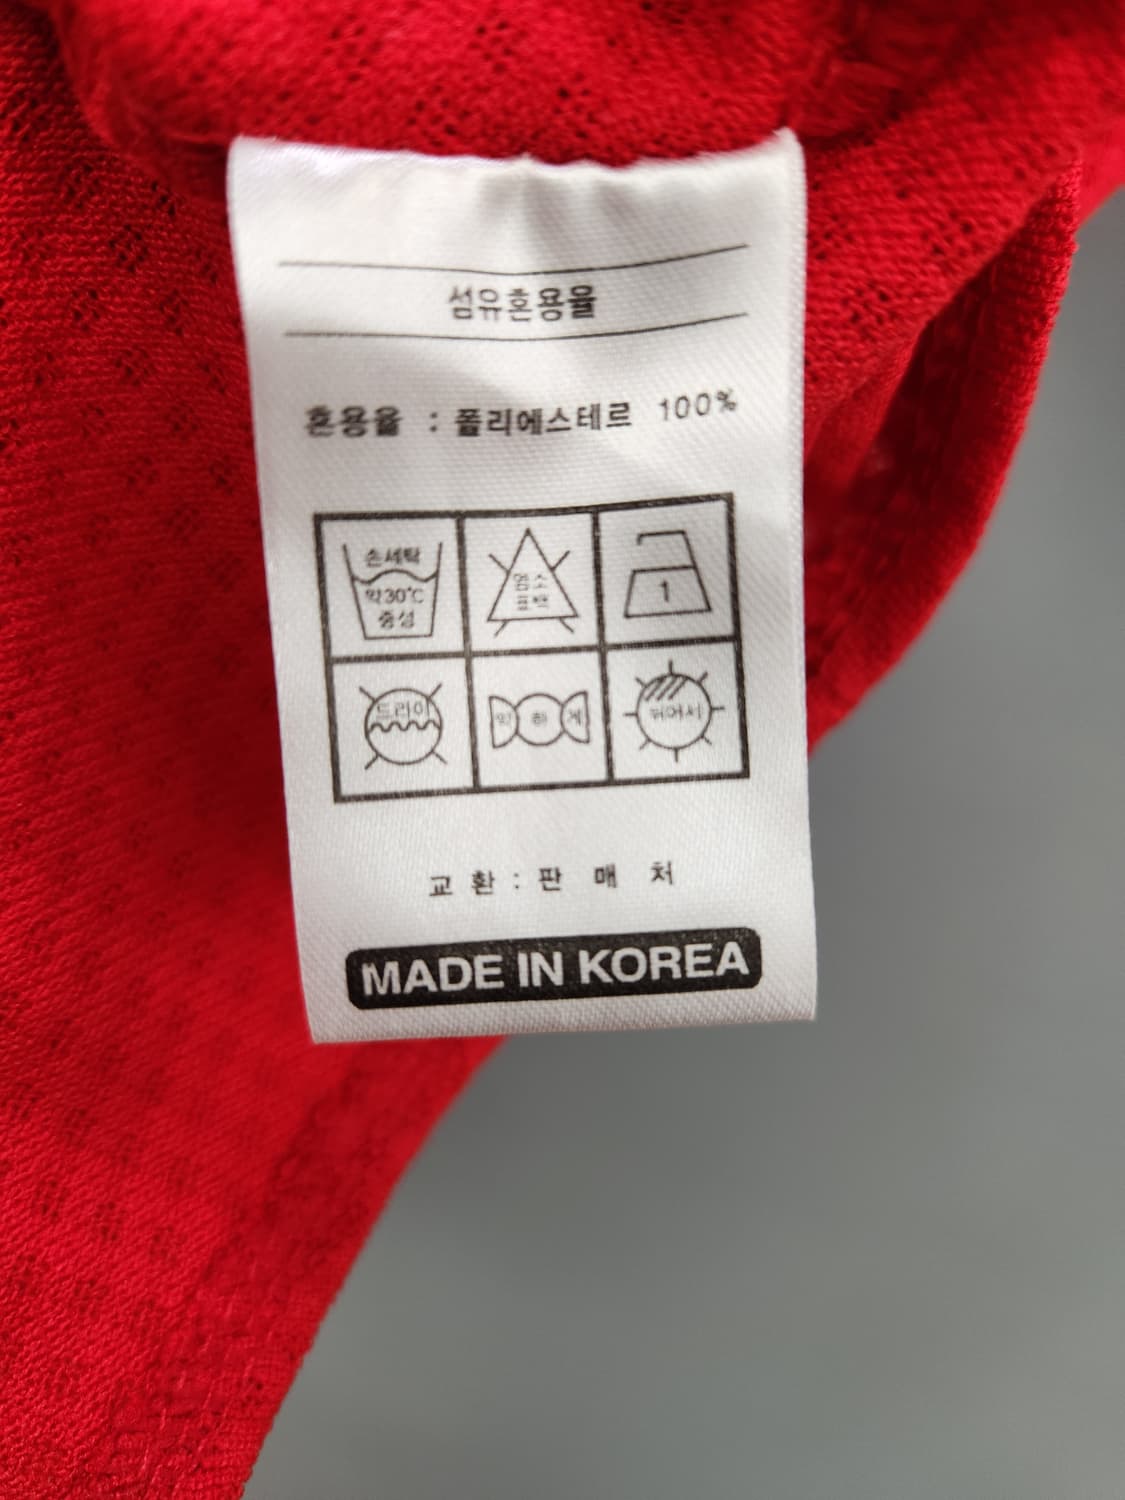 섬유혼용율
혼용율 : 폴리에스테르 100%
손세탁
약30℃
중성
염소
표백
1
드라이
약 하 게
뉘어서
교 환 : 판 매 처
MADE IN KOREA